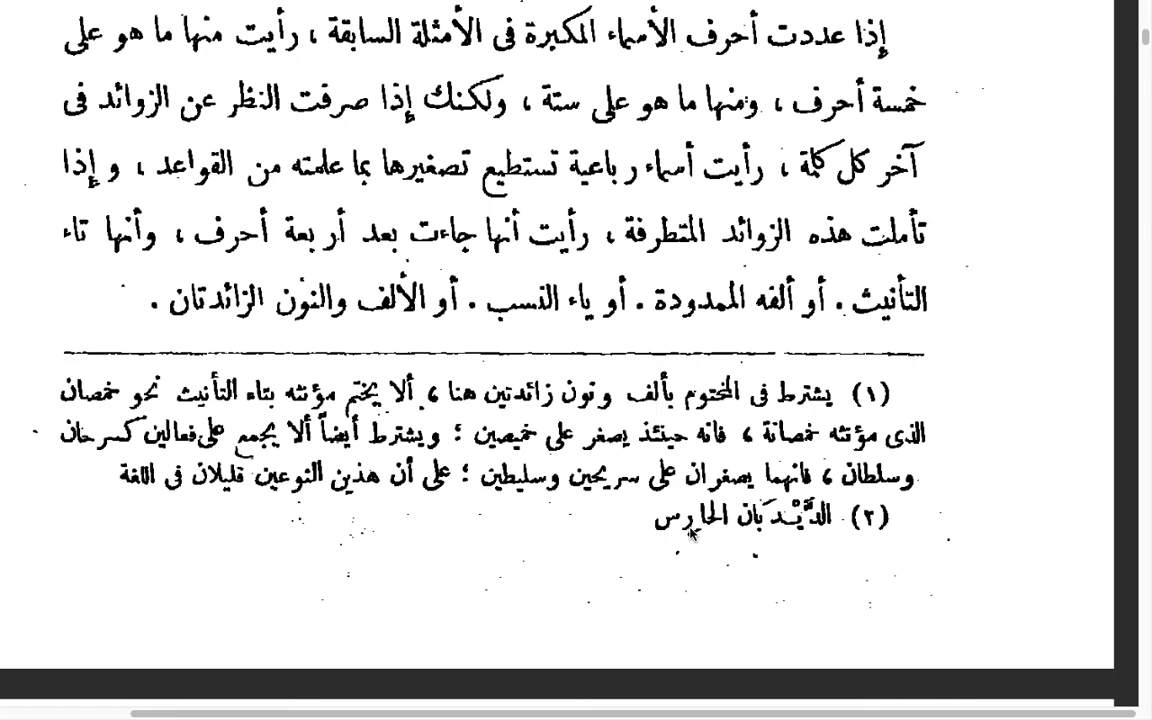 إذا عددت أحرف الأسماء المكبرة فى الأمثلة السابقة ، رأيت منها ما هو على
خمسة أحرف ، ومنها ما هو على ستة ، ولكنك إذا صرفت النظر عن الزوائد فى
آخر كل كلمة ، رأيت أسماء رباعية تستطيع تصغيرها بما علمته من القواعد ، وإذا
تأملت هذه الزوائد المتطرفة ، رأيت أنها جاءت بعد أربعة أحرف ، وأنها تاء
التأنيث . أو ألفه الممدودة . أو ياء النسب . أو الألف والنون الزائدتان .
(١) يشترط فى المختوم بألف ونون زائدتين هنا ، ألا يختم مؤنثه بتاء التأنيث نحو خمصان
الذى مؤنثه خمصانة ، فانه حينئذ يصغر على خميصين ؛ ويشترط أيضاً ألا يجمع على فعالين كسرحان
وسلطان ، فانهما يصغران على سريحين وسليطين ؛ على أن هذين النوعين قليلان فى اللغة
(٢) الدَّيْدَبان الحارس